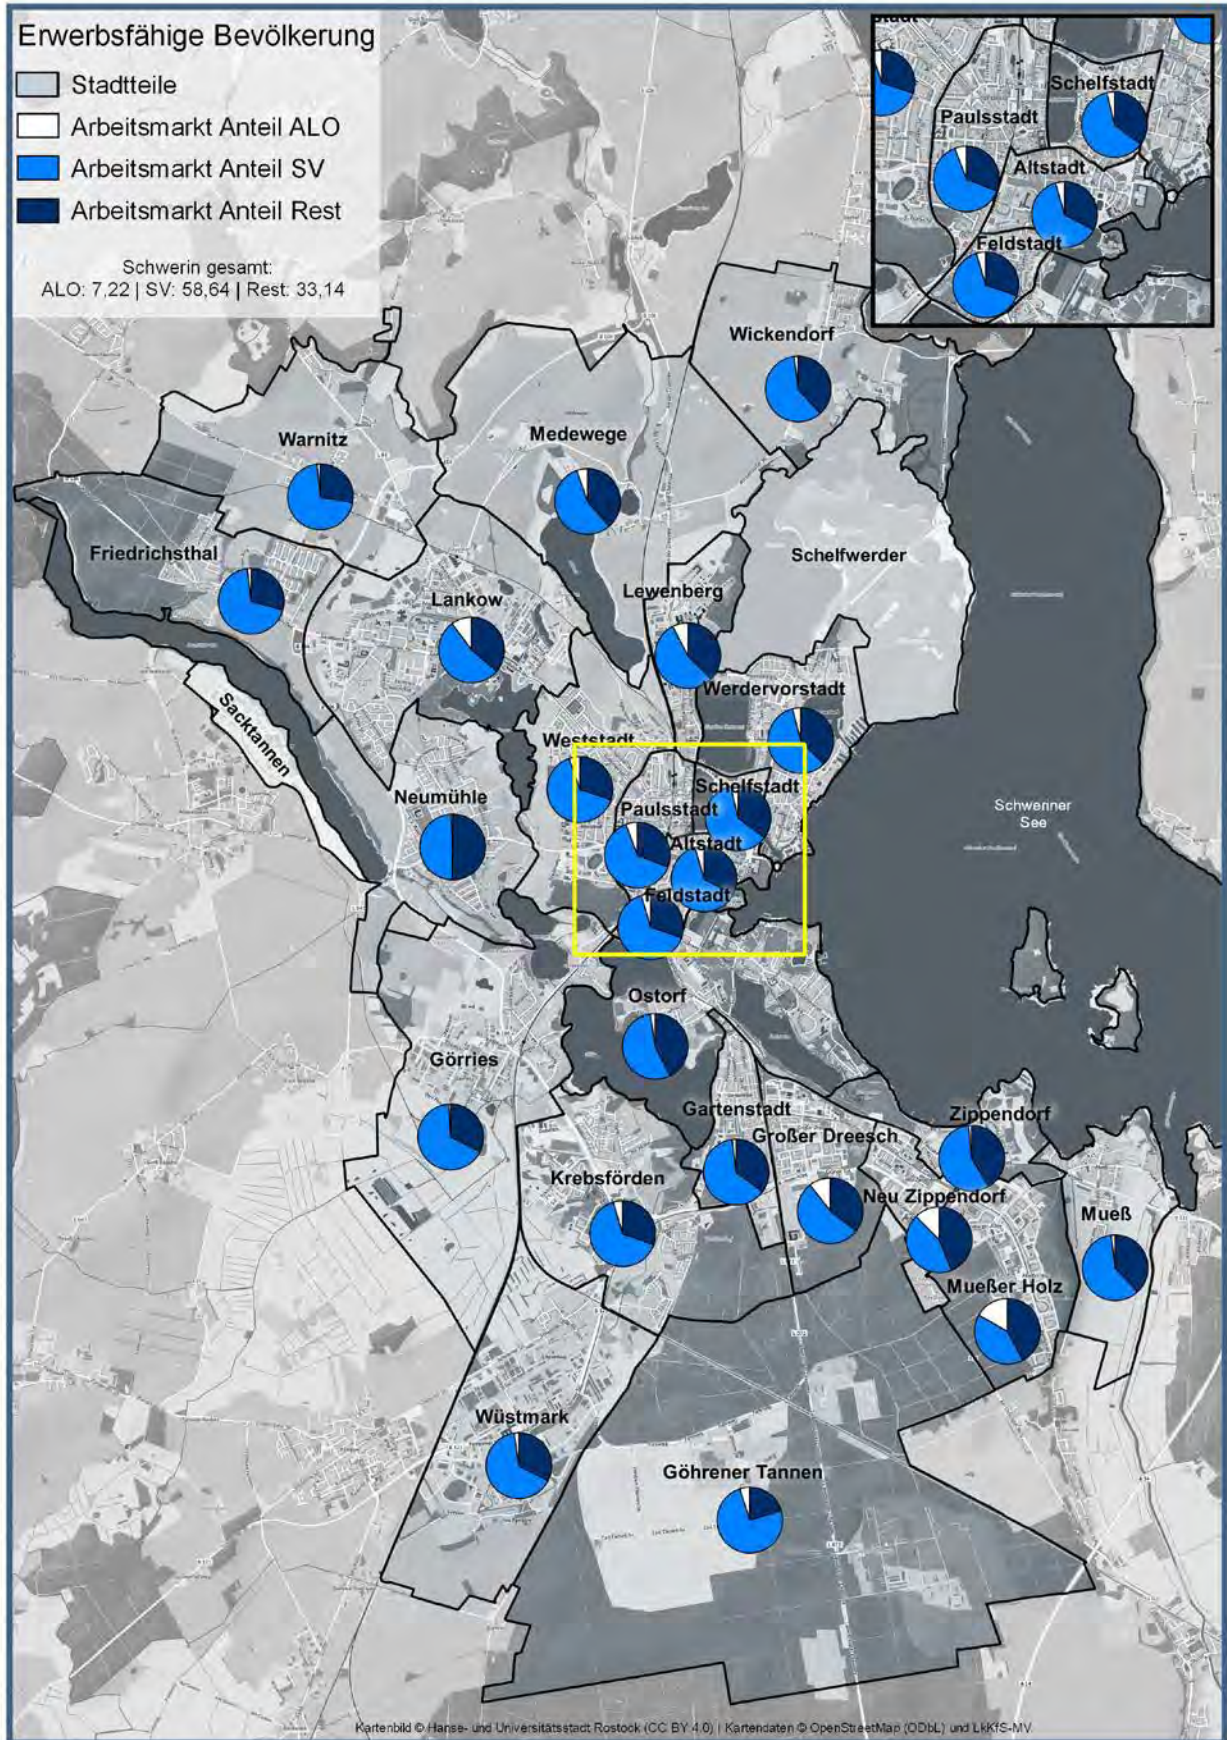 Erwerbsfähige Bevölkerung
Stadtteile
Arbeitsmarkt Anteil ALO
Arbeitsmarkt Anteil SV
Arbeitsmarkt Anteil Rest
Schwerin gesamt:
ALO: 7,22 | SV: 58,64 | Rest: 33,14
Schelfstadt
Paulsstadt
Altstadt
Feldstadt
Wickendorf
Warnitz
Medewege
Friedrichsthal
Schelfwerder
Lankow
Lewenberg
Werdervorstadt
Sacktannen
Weststadt
Neumühle
Schelfstadt
Paulsstadt
Altstadt
Feldstadt
Schweriner
See
Ostorf
Görries
Gartenstadt
Großer Dreesch
Zippendorf
Krebsförden
Neu Zippendorf
Mueß
Mueßer Holz
Wüstmark
Göhrener Tannen
Kartenbild © Hanse- und Universitätsstadt Rostock (CC BY 4.0) | Kartendaten © OpenStreetMap (ODbL) und LkKfS-MV